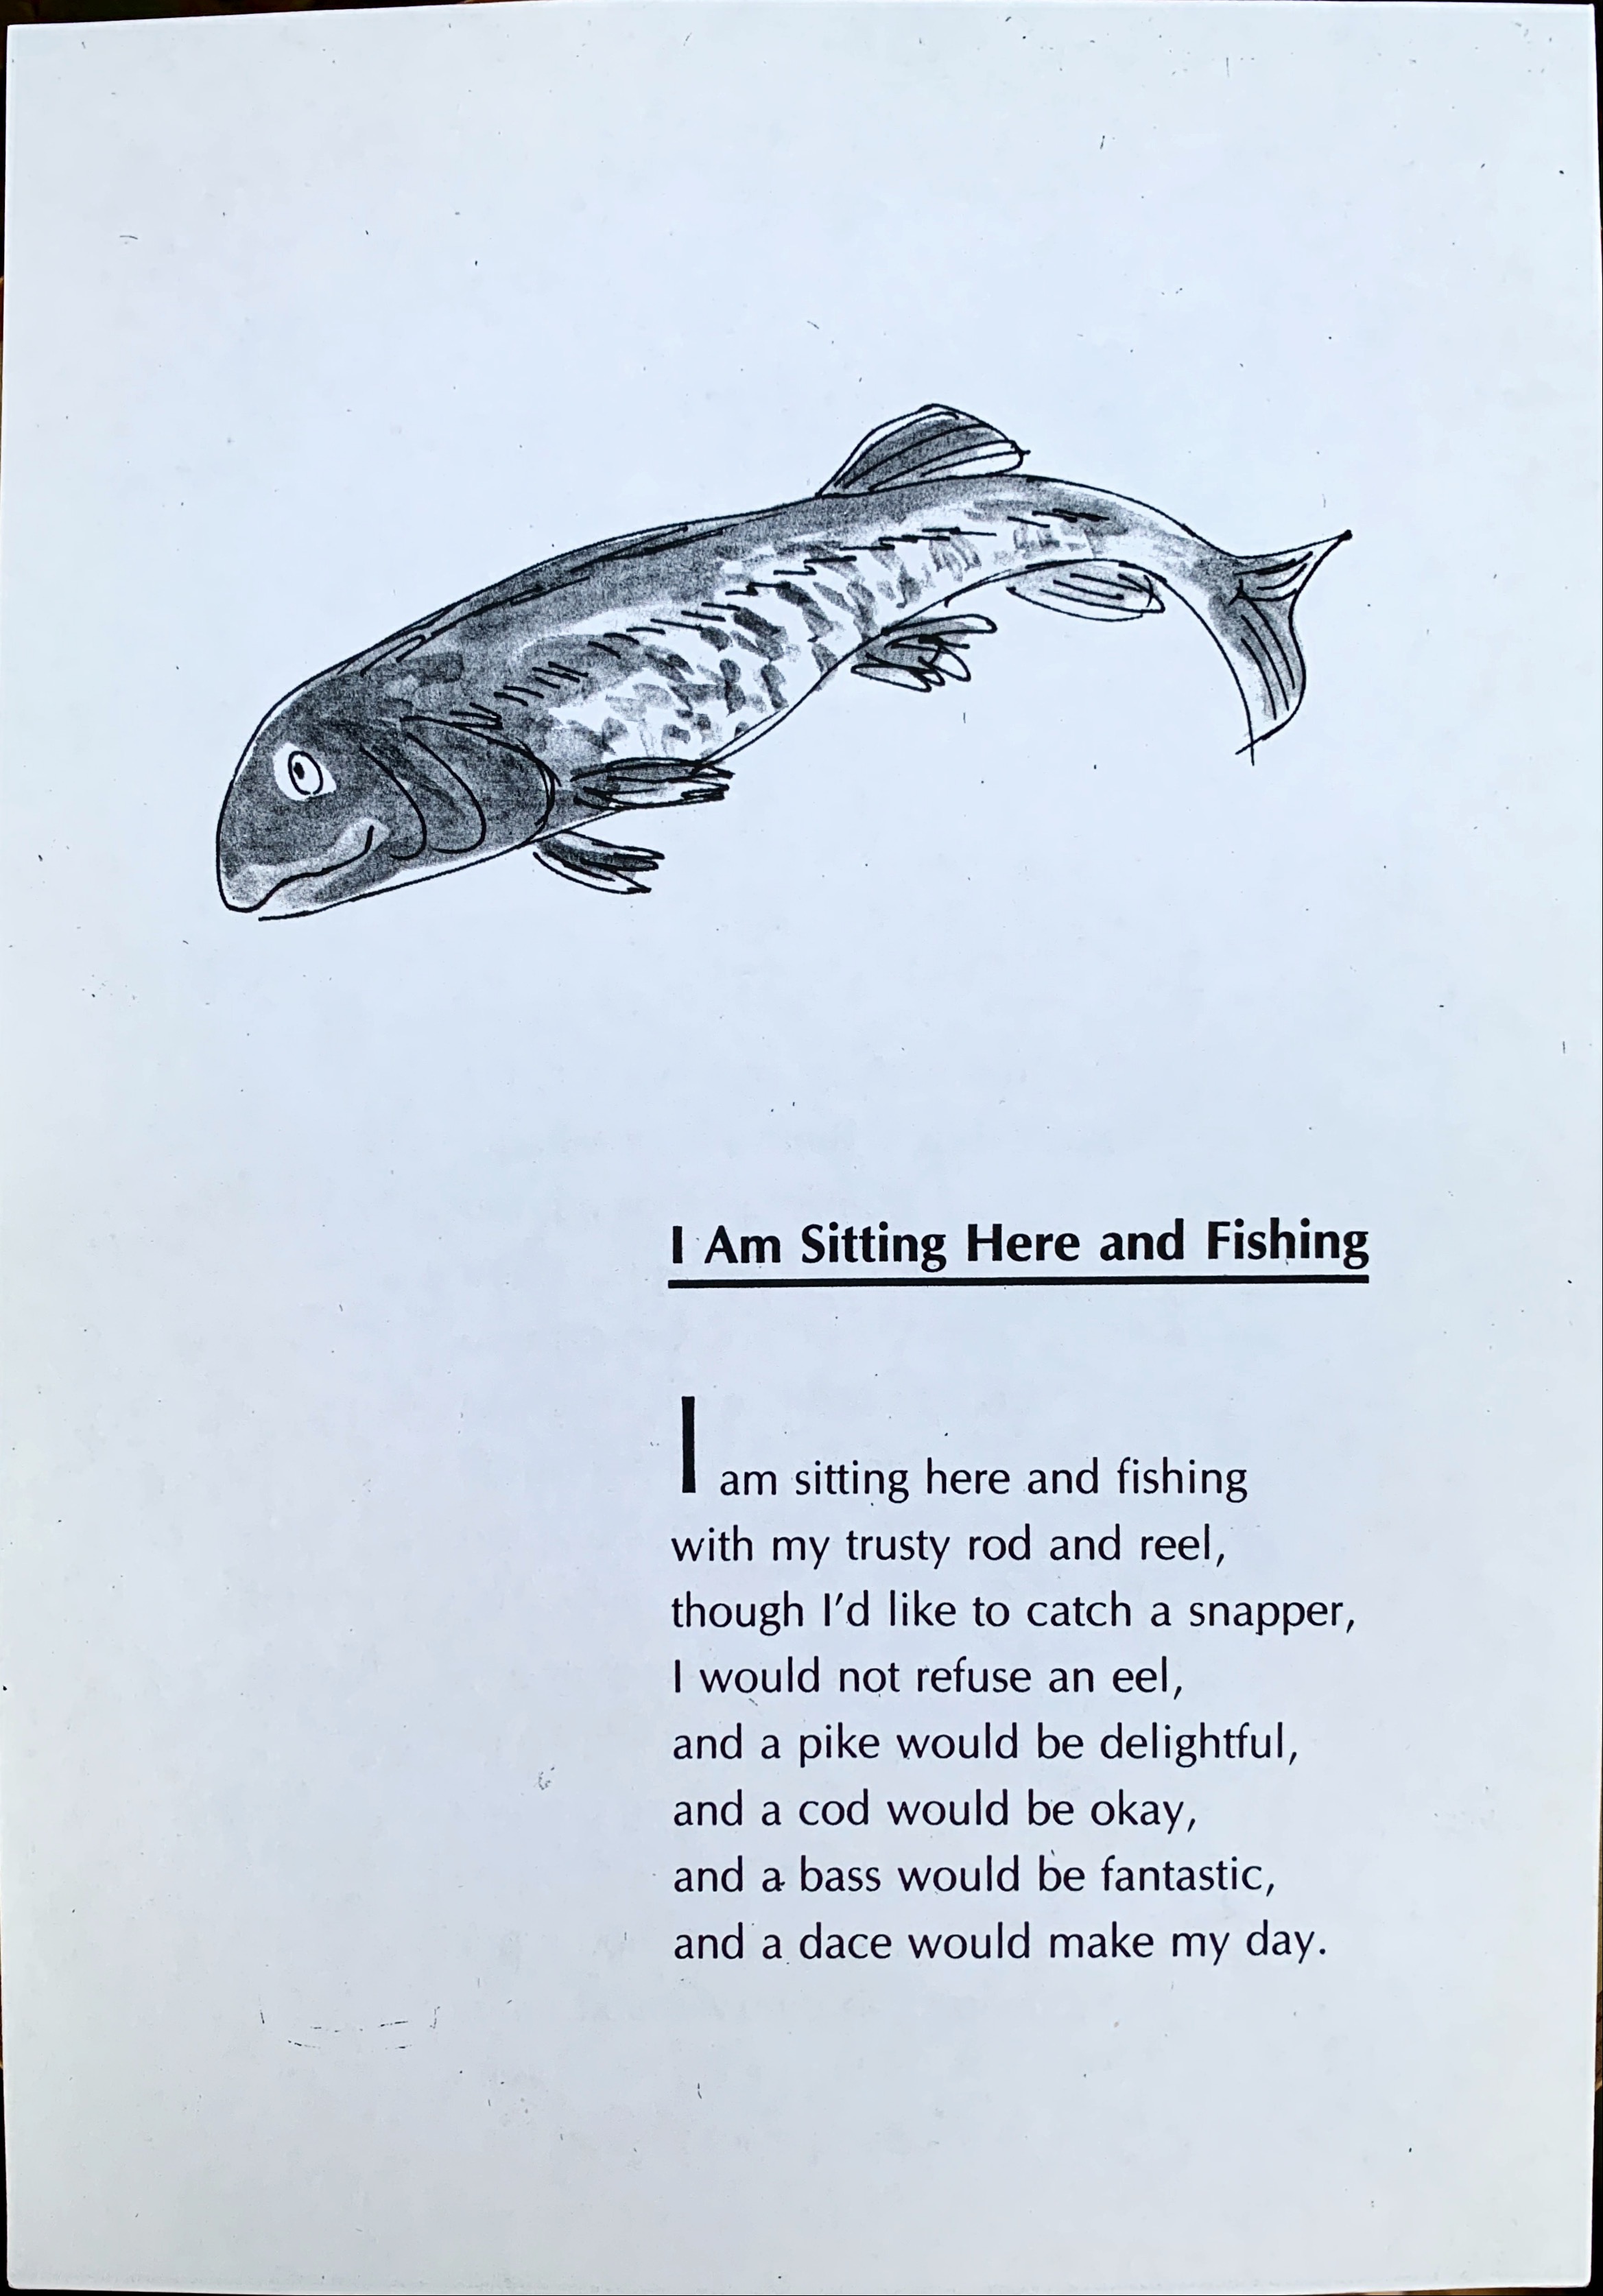 I Am Sitting Here and Fishing
I am sitting here and fishing
with my trusty rod and reel,
though I'd like to catch a snapper,
I would not refuse an eel,
and a pike would be delightful,
and a cod would be okay,
and a bass would be fantastic,
and a dace would make my day.